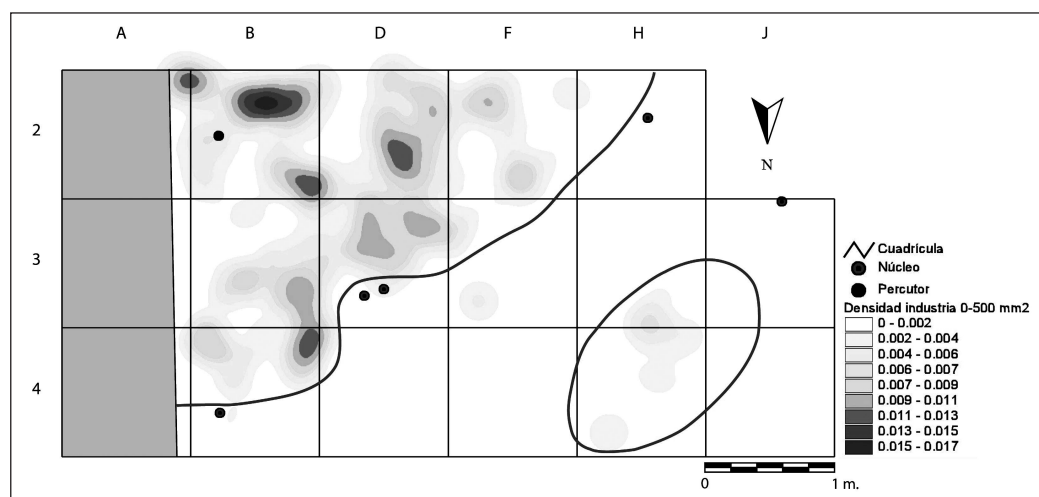 A B D F H J
2
N
3
Cuadrícula
Núcleo
Percutor
Densidad industria 0-500 mm2
0 - 0.002
0.002 - 0.004
0.004 - 0.006
0.006 - 0.007
0.007 - 0.009
0.009 - 0.011
0.011 - 0.013
0.013 - 0.015
0.015 - 0.017
4
0 1 m.